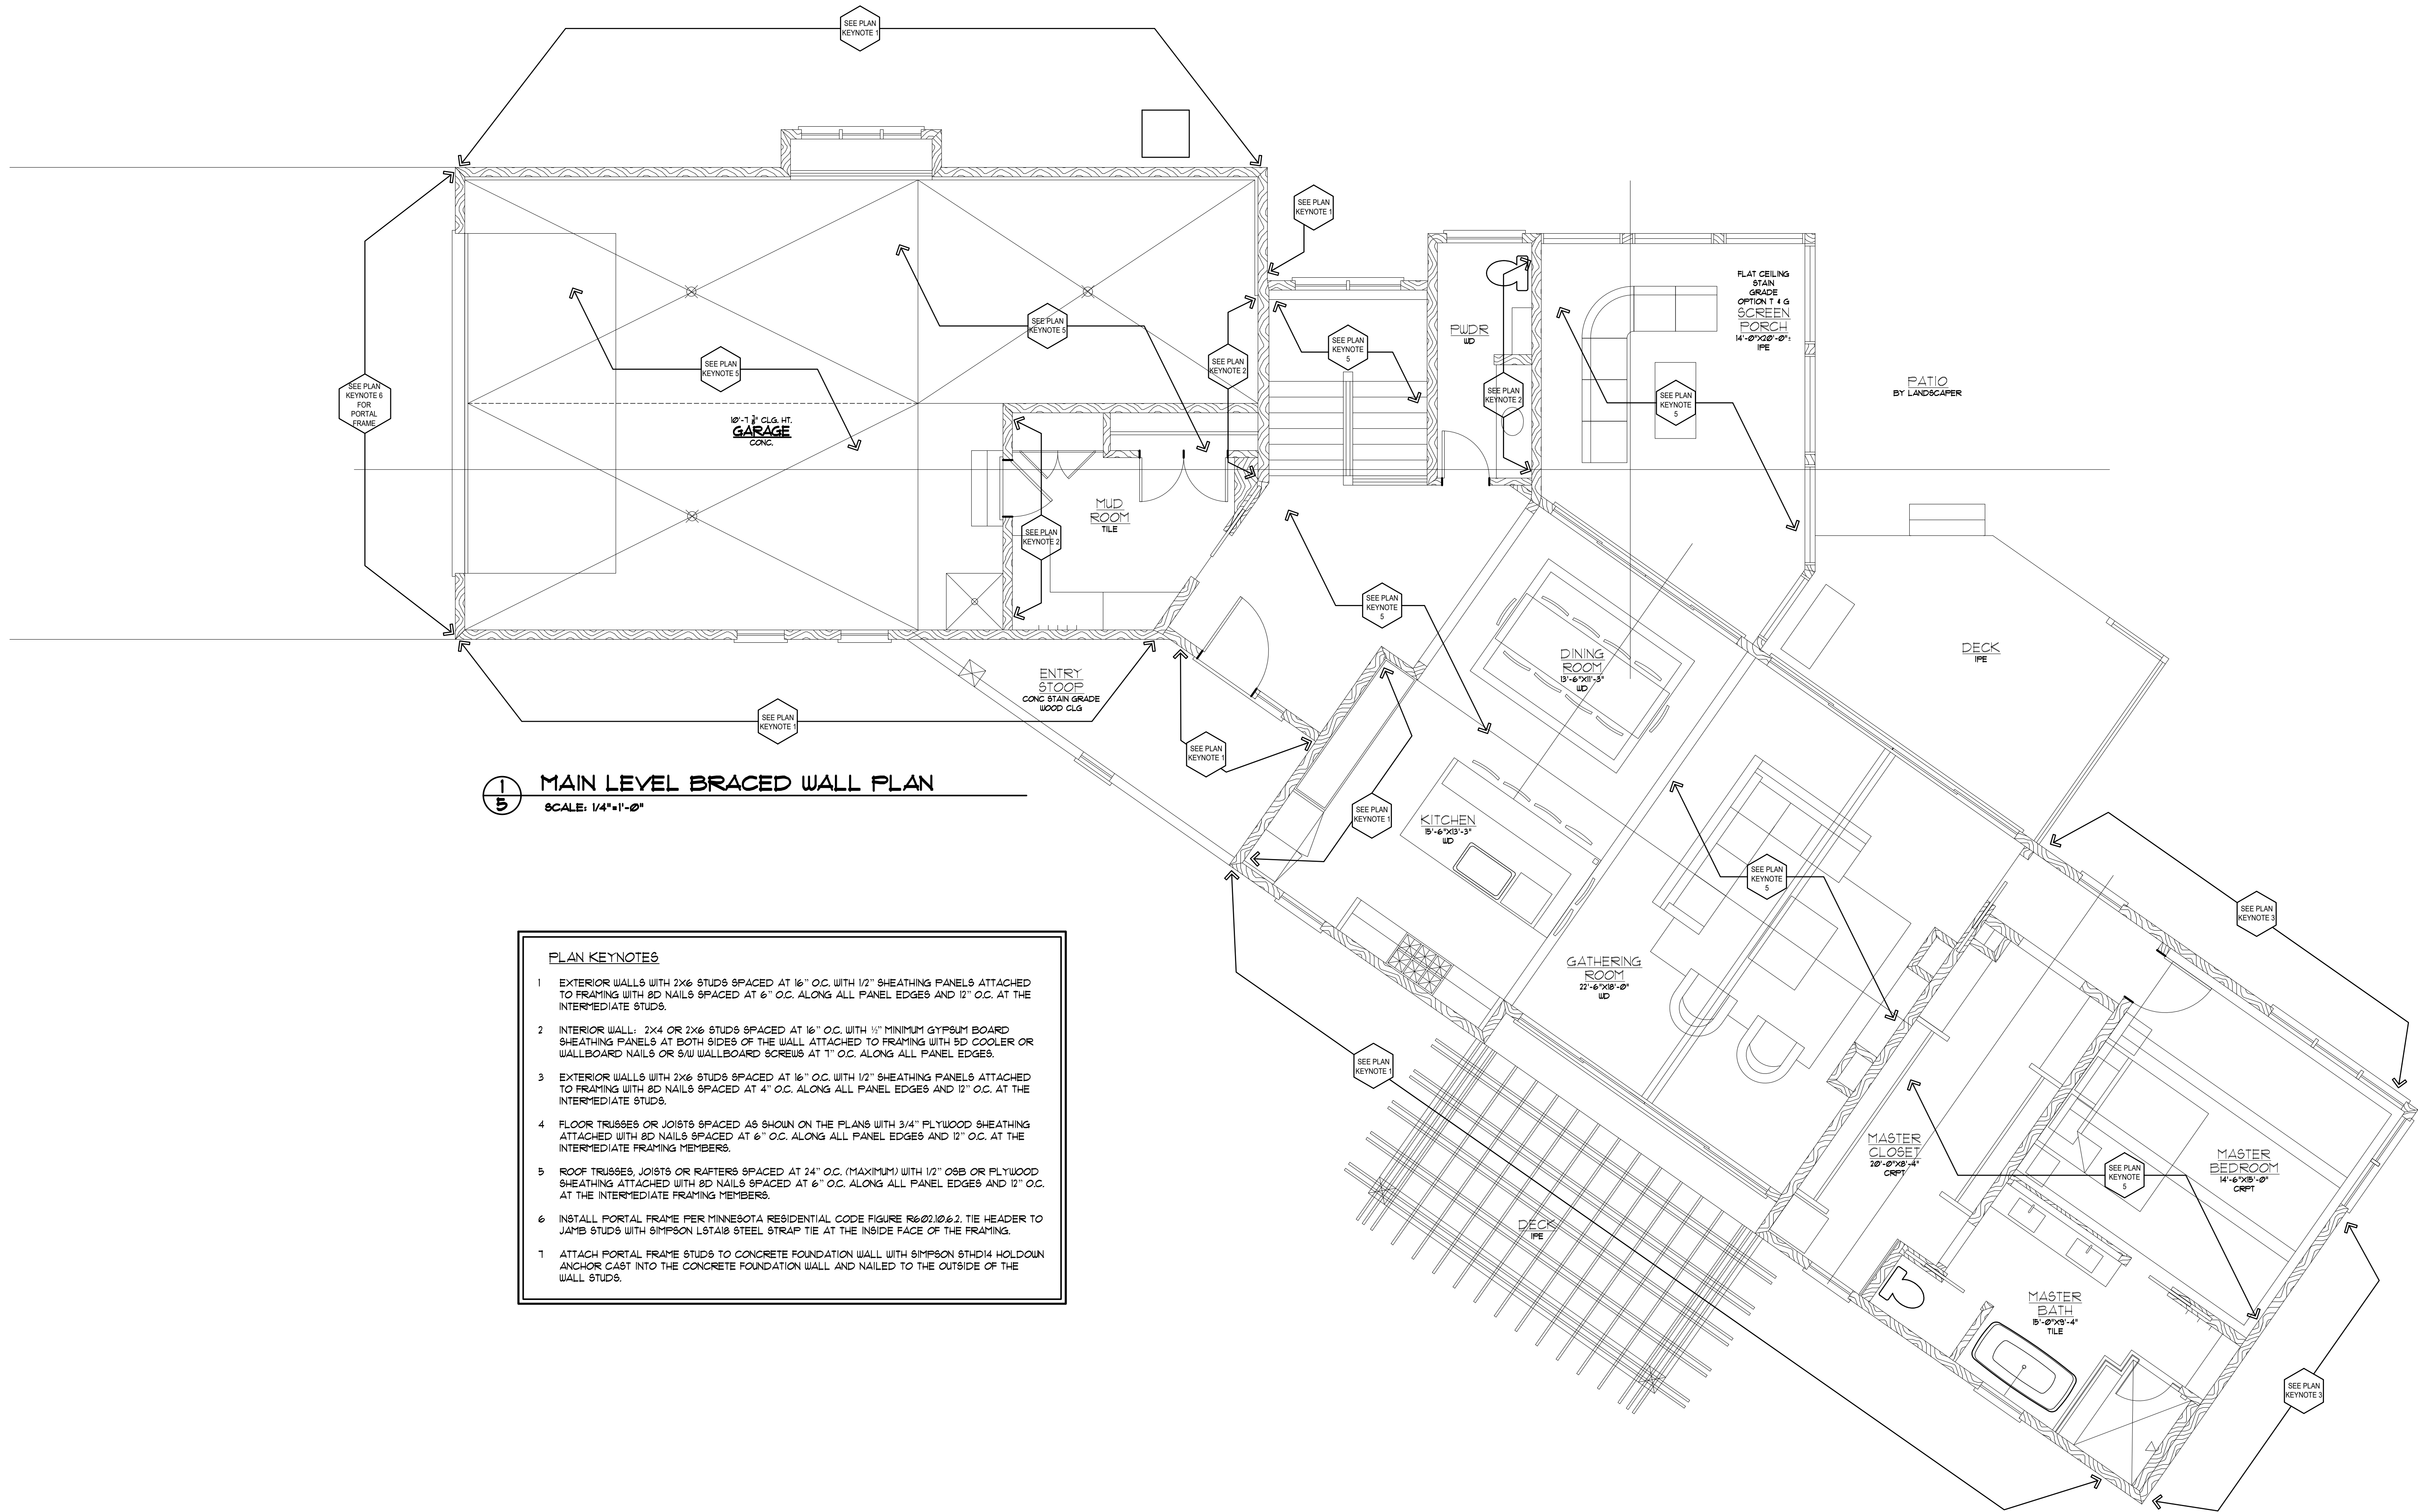 SEE PLAN
KEYNOTE 1
SEE PLAN
KEYNOTE 1
SEE PLAN
KEYNOTE 5
SEE PLAN
KEYNOTE 5
SEE PLAN
KEYNOTE 2
SEE PLAN
KEYNOTE
5
PWDR
WD
SEE PLAN
KEYNOTE 2
FLAT CEILING
STAIN
GRADE
OPTION T & G
SCREEN
PORCH
14'-0"X20'-0"±
IPE
SEE PLAN
KEYNOTE
5
PATIO
BY LANDSCAPER
SEE PLAN
KEYNOTE 6
FOR
PORTAL
FRAME
10'-7 3/8" CLG. HT.
GARAGE
CONC.
MUD
ROOM
TILE
SEE PLAN
KEYNOTE 2
SEE PLAN
KEYNOTE
5
DINING
ROOM
13'-6"X11'-3"
WD
DECK
IPE
ENTRY
STOOP
CONC STAIN GRADE
WOOD CLG
SEE PLAN
KEYNOTE 1
SEE PLAN
KEYNOTE 1
SEE PLAN
KEYNOTE 1
KITCHEN
15'-6"X13'-3"
WD
1
5
MAIN LEVEL BRACED WALL PLAN
SCALE: 1/4"=1'-0"
SEE PLAN
KEYNOTE
5
SEE PLAN
KEYNOTE 3
GATHERING
ROOM
22'-6"X18'-0"
WD
SEE PLAN
KEYNOTE 1
MASTER
CLOSET
20'-0"X8'-4"
CRPT
SEE PLAN
KEYNOTE
5
MASTER
BEDROOM
14'-6"X15'-0"
CRPT
DECK
IPE
MASTER
BATH
15'-0"X9'-4"
TILE
SEE PLAN
KEYNOTE 3
PLAN KEYNOTES
1 EXTERIOR WALLS WITH 2X6 STUDS SPACED AT 16" O.C. WITH 1/2" SHEATHING PANELS ATTACHED
TO FRAMING WITH 8D NAILS SPACED AT 6" O.C. ALONG ALL PANEL EDGES AND 12" O.C. AT THE
INTERMEDIATE STUDS.
2 INTERIOR WALL: 2X4 OR 2X6 STUDS SPACED AT 16" O.C. WITH ½" MINIMUM GYPSUM BOARD
SHEATHING PANELS AT BOTH SIDES OF THE WALL ATTACHED TO FRAMING WITH 5D COOLER OR
WALLBOARD NAILS OR S/W WALLBOARD SCREWS AT 7" O.C. ALONG ALL PANEL EDGES.
3 EXTERIOR WALLS WITH 2X6 STUDS SPACED AT 16" O.C. WITH 1/2" SHEATHING PANELS ATTACHED
TO FRAMING WITH 8D NAILS SPACED AT 4" O.C. ALONG ALL PANEL EDGES AND 12" O.C. AT THE
INTERMEDIATE STUDS.
4 FLOOR TRUSSES OR JOISTS SPACED AS SHOWN ON THE PLANS WITH 3/4" PLYWOOD SHEATHING
ATTACHED WITH 8D NAILS SPACED AT 6" O.C. ALONG ALL PANEL EDGES AND 12" O.C. AT THE
INTERMEDIATE FRAMING MEMBERS.
5 ROOF TRUSSES, JOISTS OR RAFTERS SPACED AT 24" O.C. (MAXIMUM) WITH 1/2" OSB OR PLYWOOD
SHEATHING ATTACHED WITH 8D NAILS SPACED AT 6" O.C. ALONG ALL PANEL EDGES AND 12" O.C.
AT THE INTERMEDIATE FRAMING MEMBERS.
6 INSTALL PORTAL FRAME PER MINNESOTA RESIDENTIAL CODE FIGURE R602.10.6.2. TIE HEADER TO
JAMB STUDS WITH SIMPSON LSTA18 STEEL STRAP TIE AT THE INSIDE FACE OF THE FRAMING.
7 ATTACH PORTAL FRAME STUDS TO CONCRETE FOUNDATION WALL WITH SIMPSON STHD14 HOLDOWN
ANCHOR CAST INTO THE CONCRETE FOUNDATION WALL AND NAILED TO THE OUTSIDE OF THE
WALL STUDS.